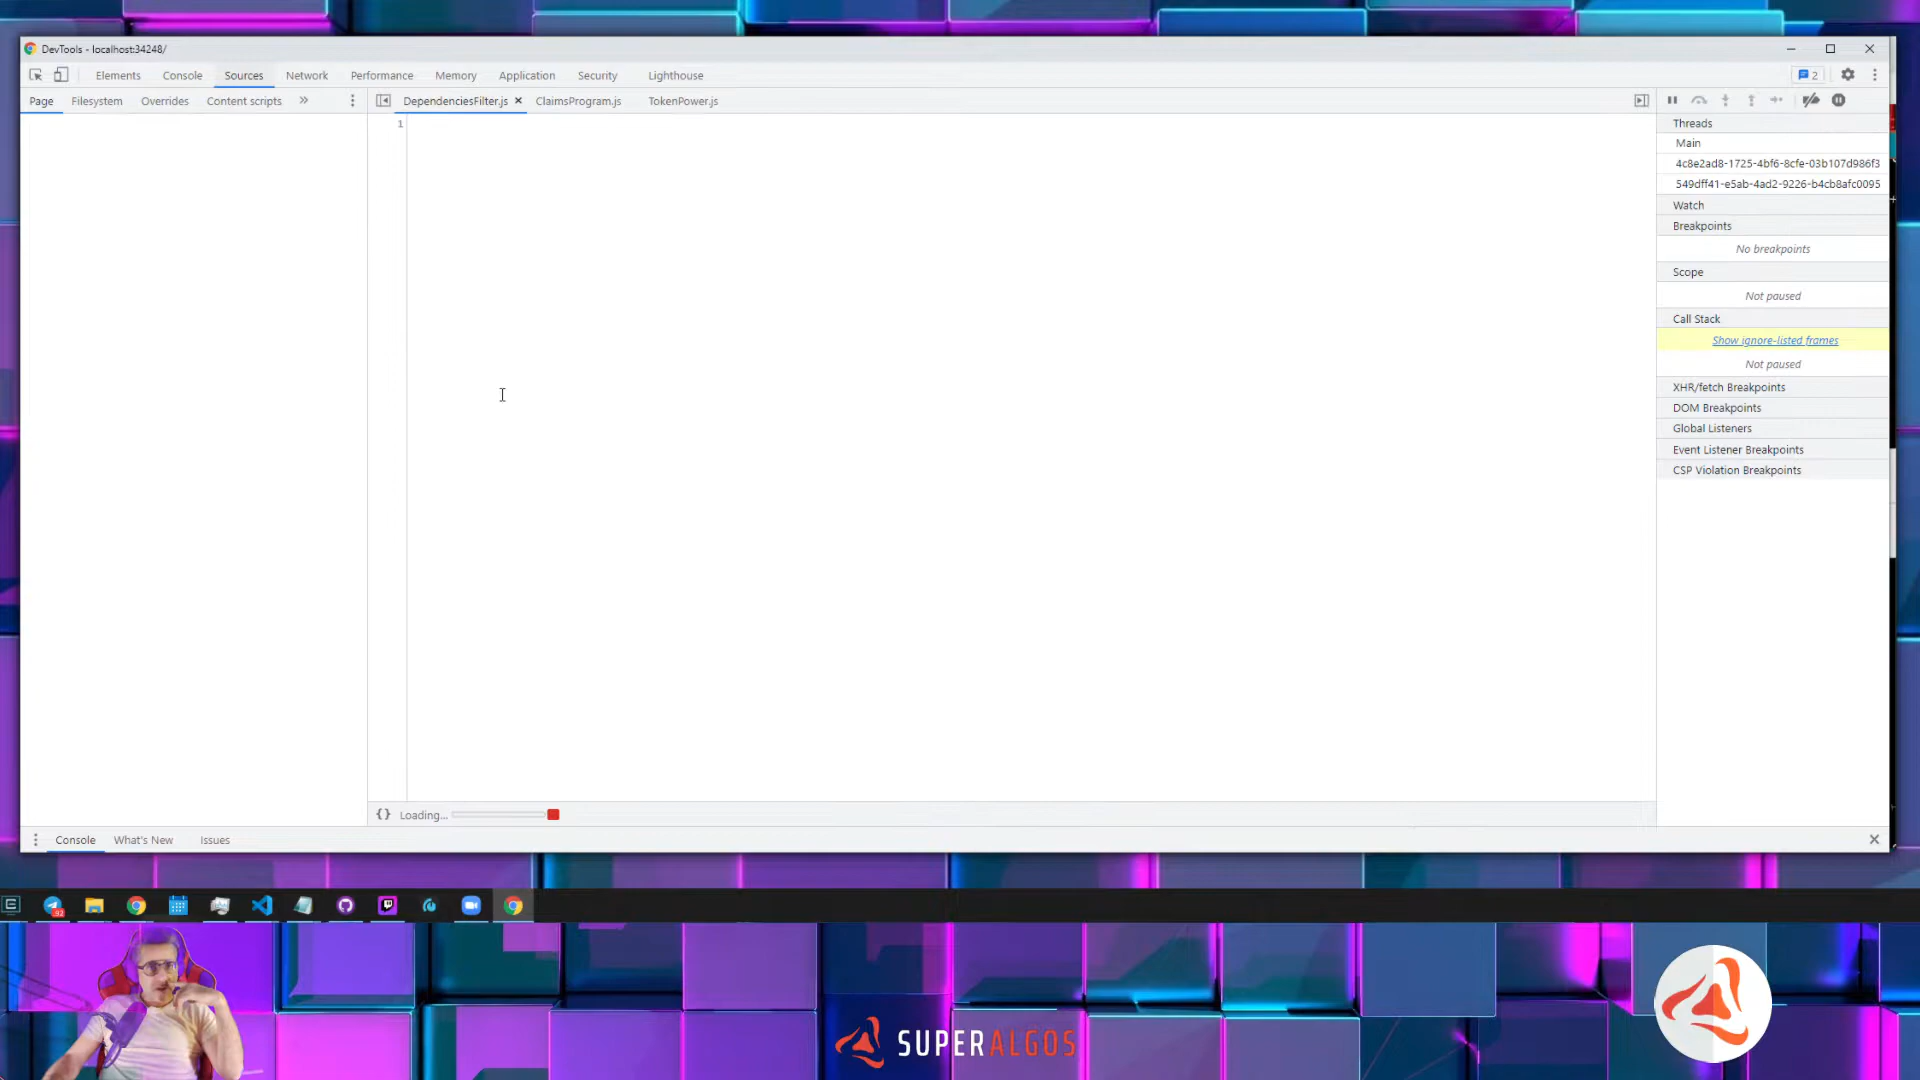 DevTools - localhost:34248/
Elements Console Sources Network Performance Memory Application Security Lighthouse 2
Page Filesystem Overrides Content scripts DependenciesFilter.js ClaimsProgram.js TokenPower.js
1
Threads
Main
4c8e2ad8-1725-4bf6-8cfe-03b107d986f3
549dff41-e5ab-4ad2-9226-b4cb8afc0095
Watch
Breakpoints
No breakpoints
Scope
Not paused
Call Stack
Show ignore-listed frames
Not paused
XHR/fetch Breakpoints
DOM Breakpoints
Global Listeners
Event Listener Breakpoints
CSP Violation Breakpoints
{} Loading...
Console What's New Issues
32
SUPERALGOS